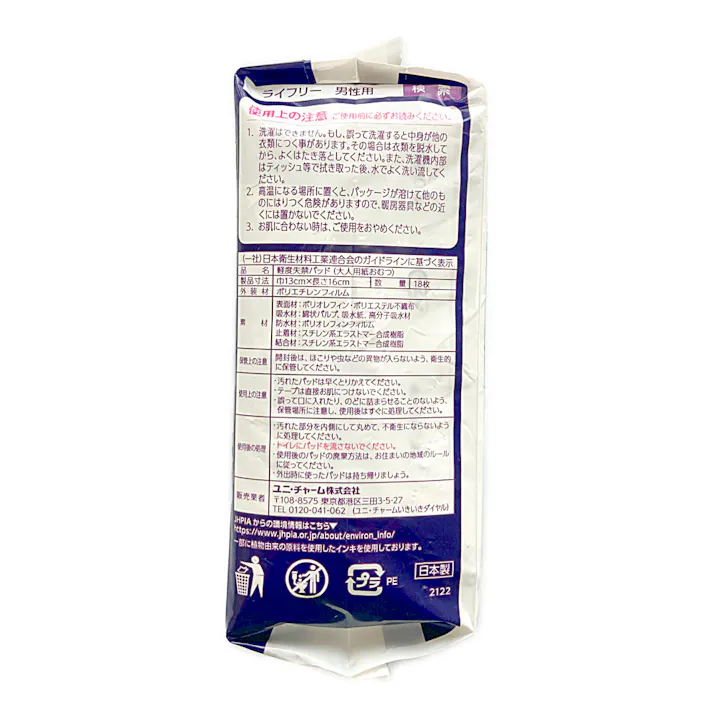 ライフリー 男性用 検索
使用上の注意 ご使用前に必ずお読みください。
1. 洗濯はできません。もし、誤って洗濯すると中身が他の
衣類につく事があります。その場合は衣類を脱水して
から、よくはたき落としてください。また、洗濯機内部
はティッシュ等で拭き取った後、水でよく洗い流してく
ださい。
2. 高温になる場所に置くと、パッケージが溶けて他のも
のにはりつく危険がありますので、暖房器具などの近
くには置かないでください。
3. お肌に合わない時は、ご使用をおやめください。
(一社)日本衛生材料工業連合会のガイドラインに基づく表示
品名 軽度失禁パッド (大人用紙おむつ)
製品寸法 巾13cm×長さ16cm 数量 18枚
外装材 ポリエチレンフィルム
素材 表面材:ポリオレフィン・ポリエステル不織布
吸水材:綿状パルプ、吸水紙、高分子吸水材
防水材:ポリオレフィンフィルム
止着材:スチレン系エラストマー合成樹脂
結合材:スチレン系エラストマー合成樹脂
保管上の注意 開封後は、ほこりや虫などの異物が入らないよう、衛生的
に保管してください。
使用上の注意 ・汚れたパッドは早くとりかえてください。
・テープは直接お肌につけないでください。
・誤って口に入れたり、のどに詰まらせることのないよう、
保管場所に注意し、使用後はすぐに処理してください。
使用後の処理 ・汚れた部分を内側にして丸めて、不衛生にならないよう
に処理してください。
・トイレにパッドを流さないでください。
・使用後のパッドの廃棄方法は、お住まいの地域のルール
に従ってください。
・外出時に使ったパッドは持ち帰りましょう。
販売業者 ユニ・チャーム株式会社
〒108-8575 東京都港区三田3-5-27
TEL 0120-041-062 (ユニ・チャームいきいきダイヤル)
JHPIA からの環境情報はこちら▼
https://www.jhpia.or.jp/about/environ_info/
一部に植物由来の原料を使用したインキを使用しております。
プラ PE
日本製
2122